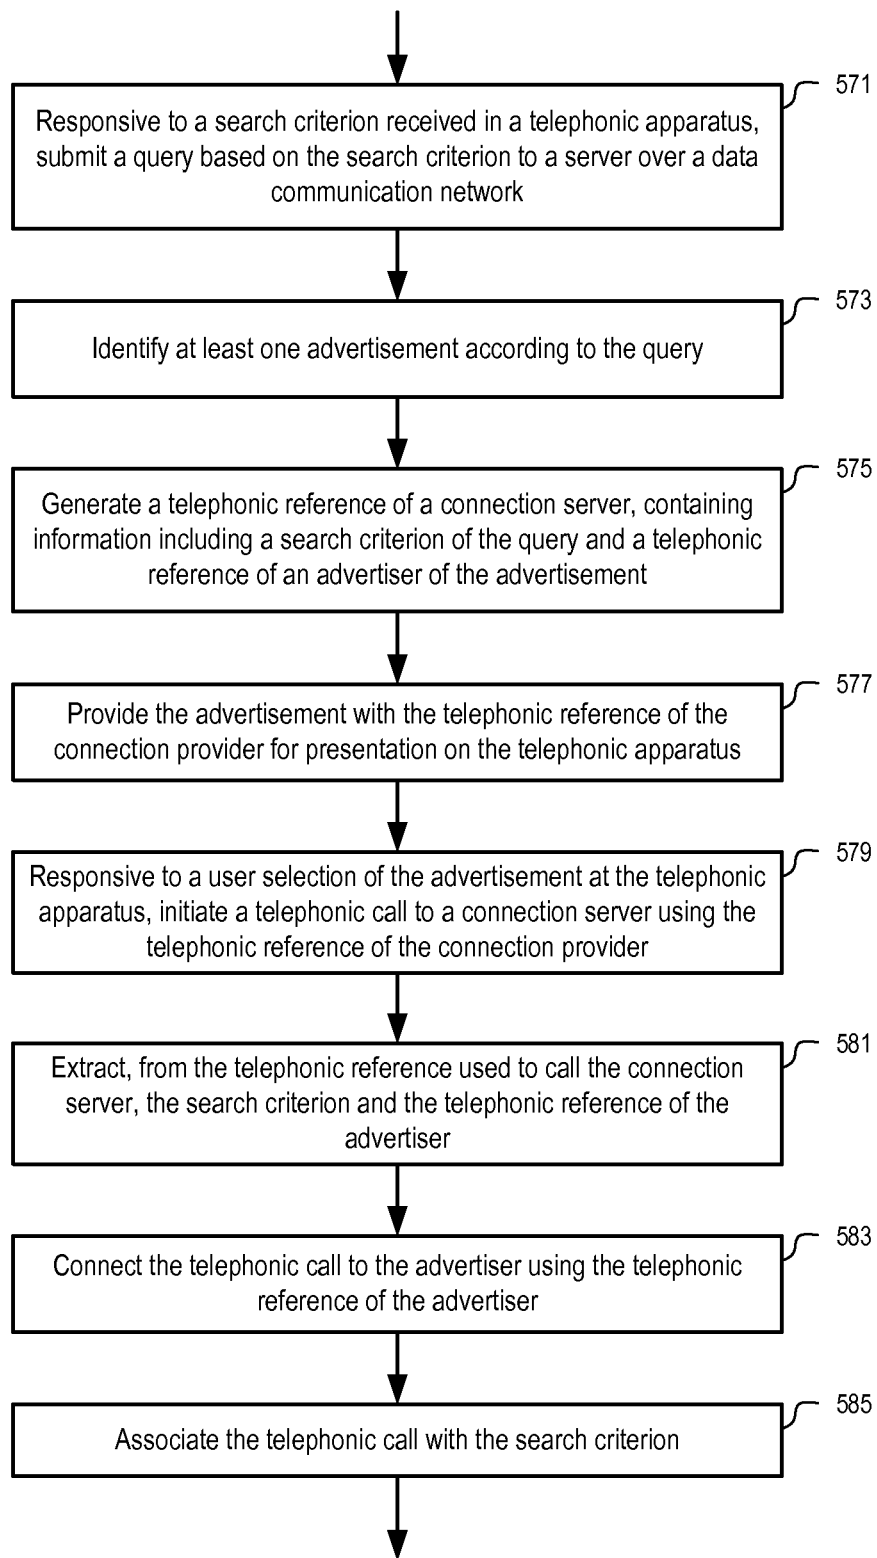 571
Responsive to a search criterion received in a telephonic apparatus,
submit a query based on the search criterion to a server over a data
communication network
573
Identify at least one advertisement according to the query
575
Generate a telephonic reference of a connection server, containing
information including a search criterion of the query and a telephonic
reference of an advertiser of the advertisement
577
Provide the advertisement with the telephonic reference of the
connection provider for presentation on the telephonic apparatus
579
Responsive to a user selection of the advertisement at the telephonic
apparatus, initiate a telephonic call to a connection server using the
telephonic reference of the connection provider
581
Extract, from the telephonic reference used to call the connection
server, the search criterion and the telephonic reference of the
advertiser
583
Connect the telephonic call to the advertiser using the telephonic
reference of the advertiser
585
Associate the telephonic call with the search criterion